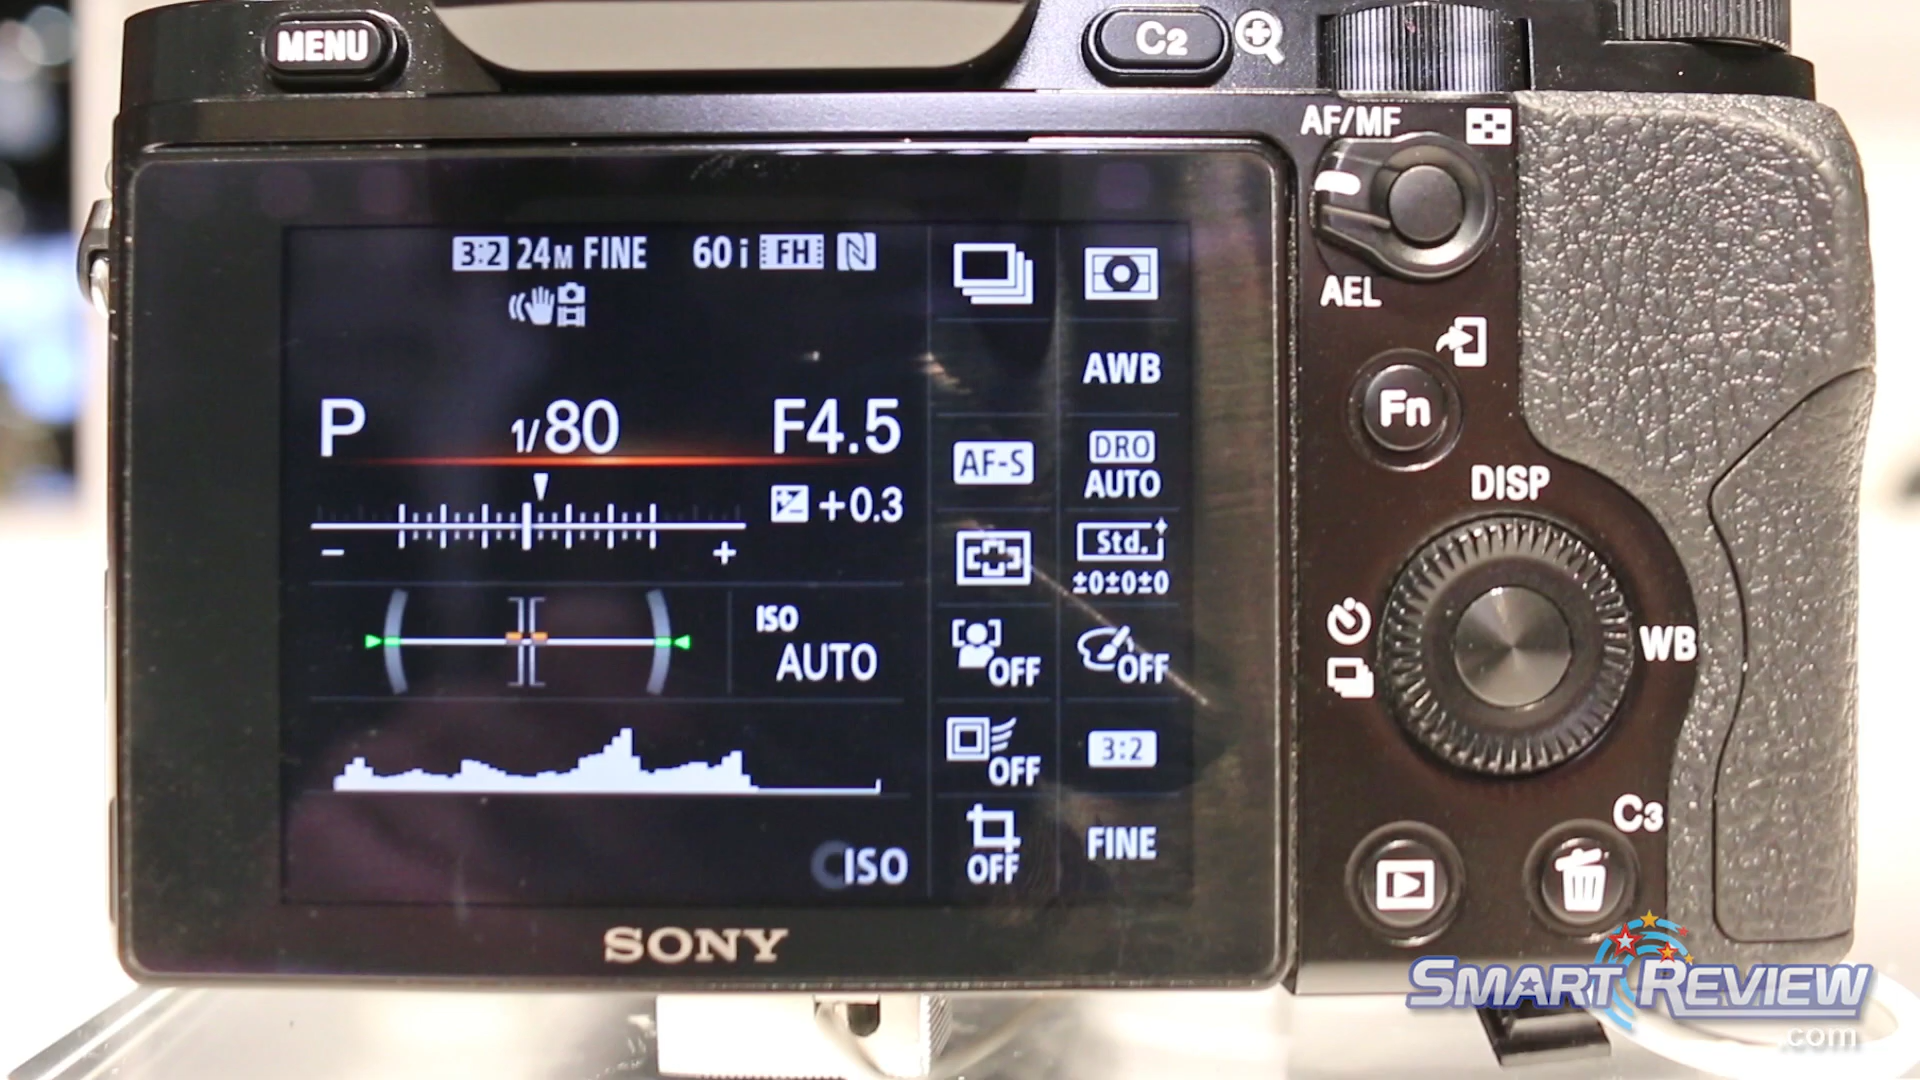 MENU
C2
AF/MF
AEL
3:2 24M FINE 60i FH
AWB
P 1/80 F4.5
+0.3
- +
AF-S
DRO
AUTO
Std.
±0±0±0
ISO
AUTO
OFF
OFF
OFF
3:2
ISO
OFF
FINE
SONY
Fn
DISP
WB
C3
SMART REVIEW
.com